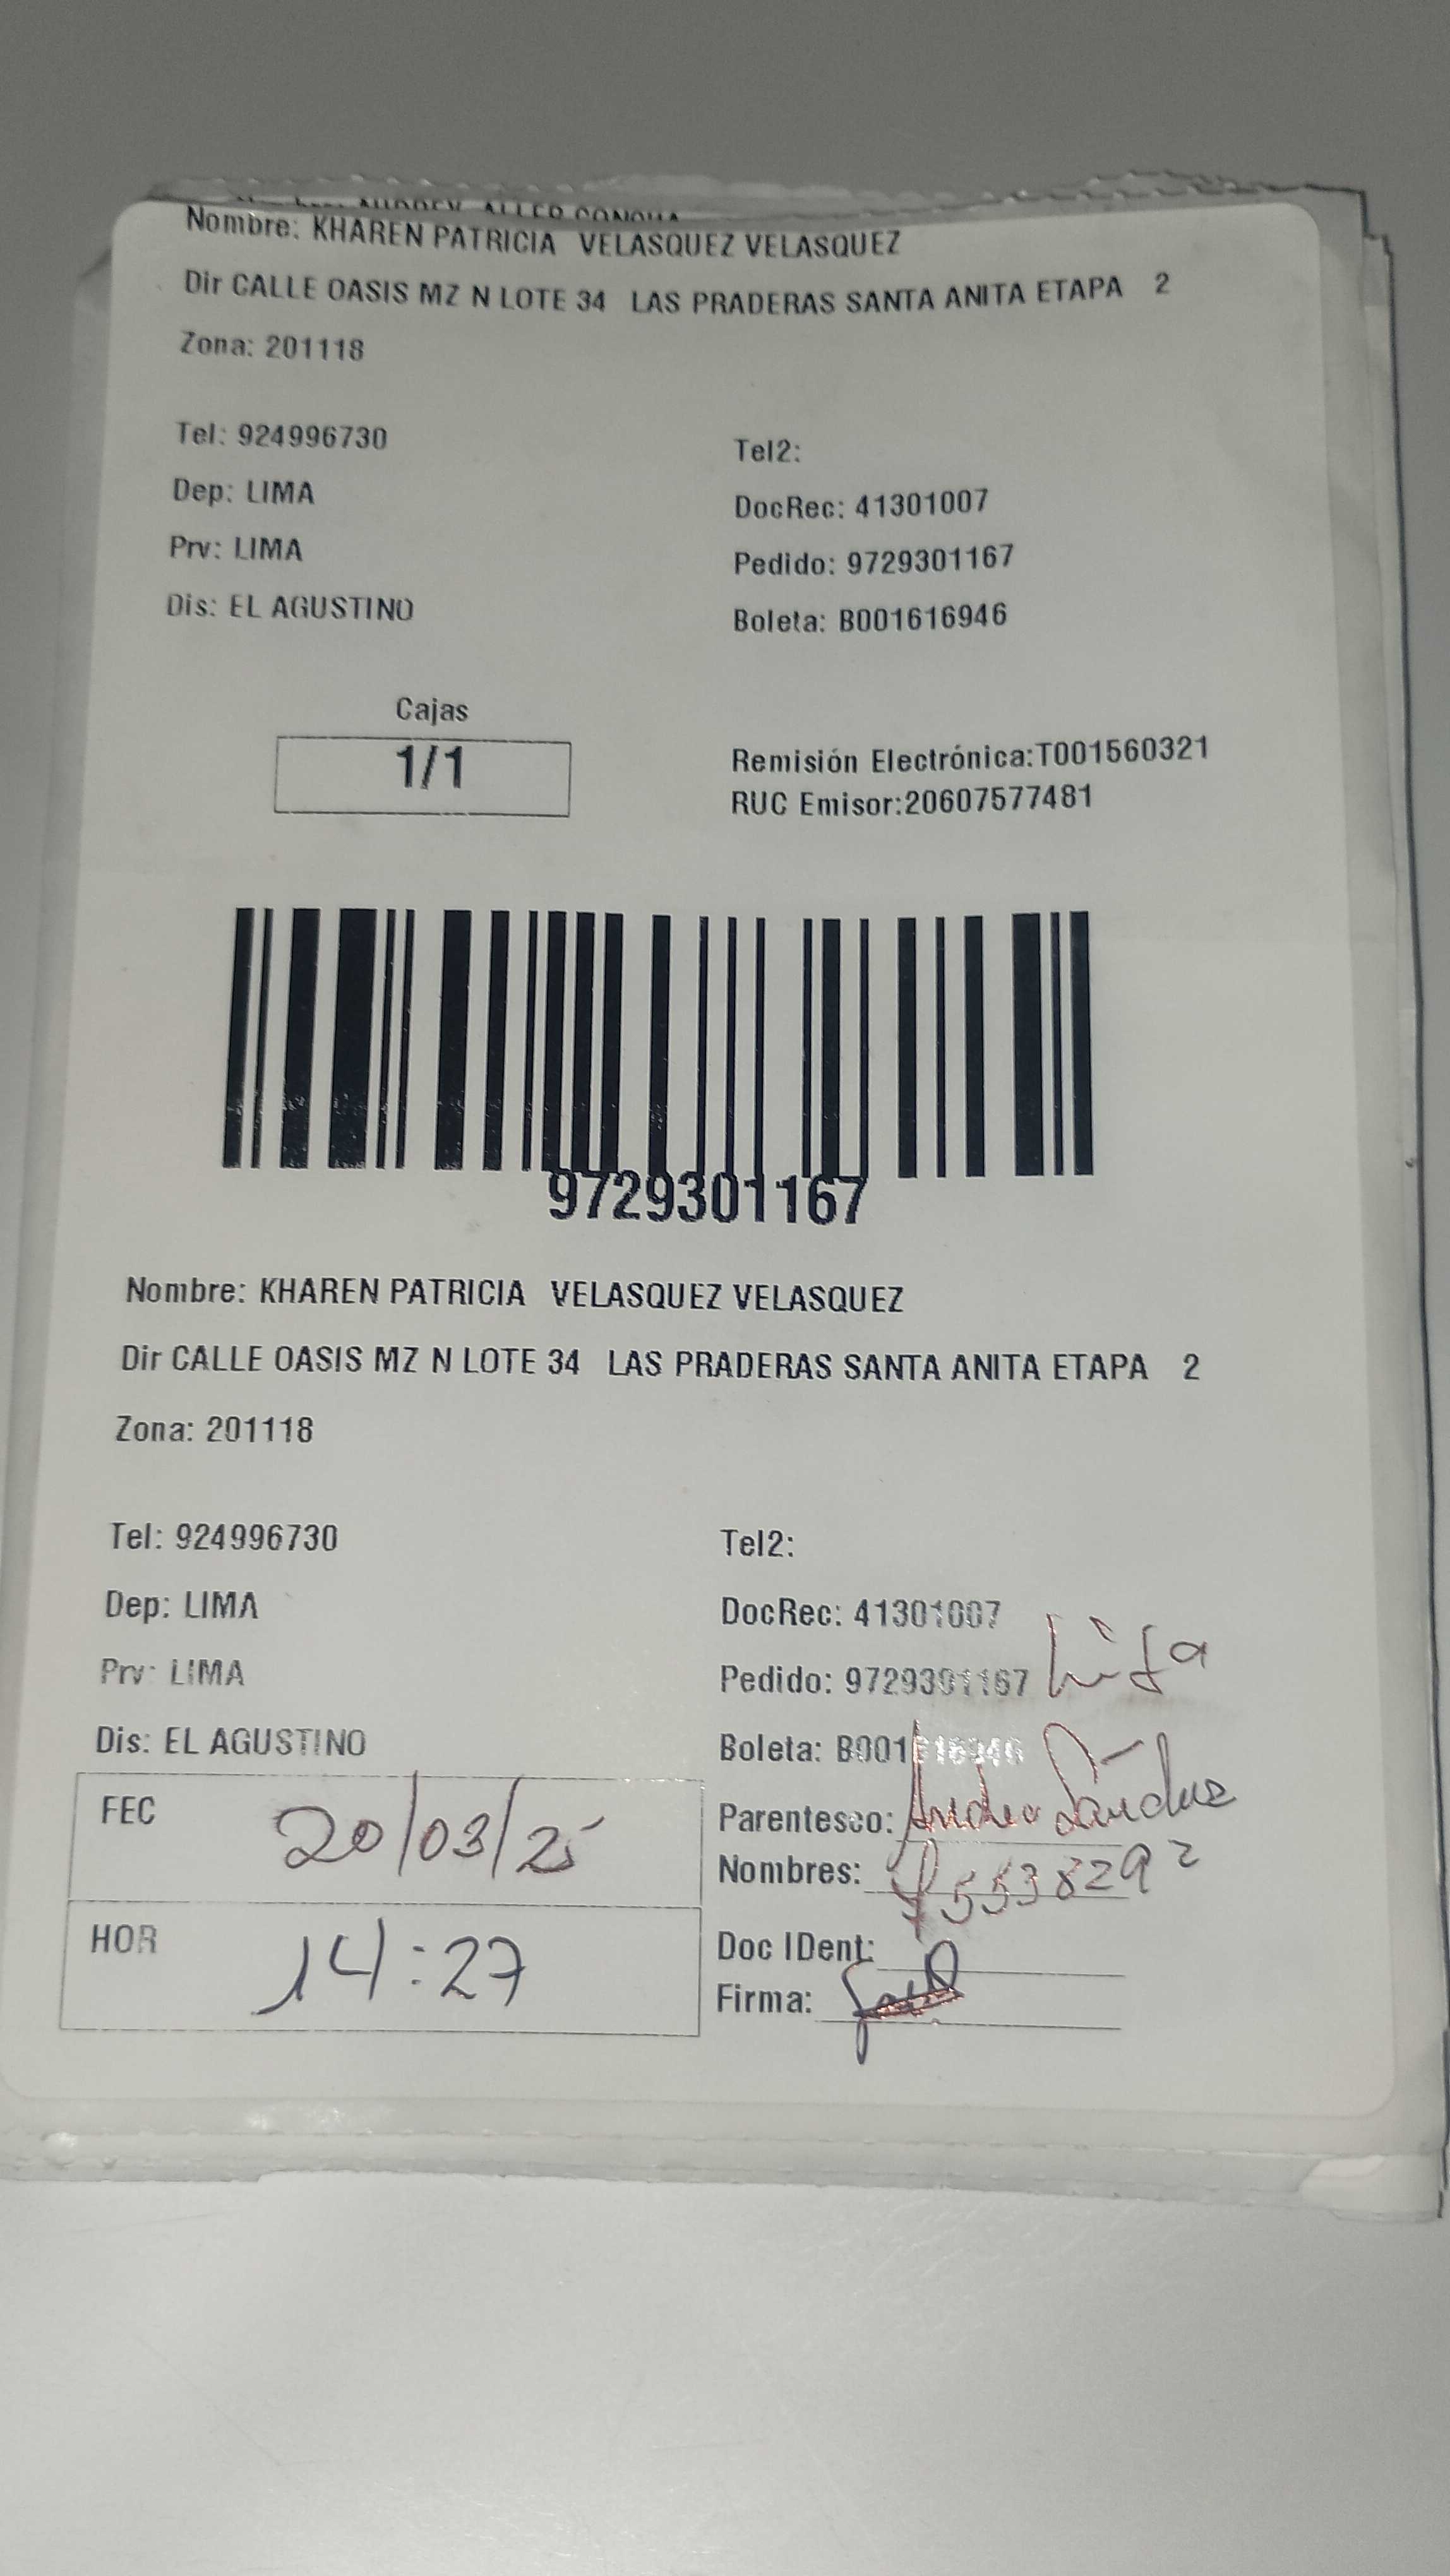 Nombre: KHAREN PATRICIA VELASQUEZ VELASQUEZ
Dir CALLE OASIS MZ N LOTE 34 LAS PRADERAS SANTA ANITA ETAPA 2
Zona: 201118
Tel: 924996730 Tel2:
Dep: LIMA DocRec: 41301007
Prv: LIMA Pedido: 9729301167
Dis: EL AGUSTINO Boleta: B001616946
Cajas
1/1
Remisión Electrónica:T001560321
RUC Emisor:20607577481
9729301167
Nombre: KHAREN PATRICIA VELASQUEZ VELASQUEZ
Dir CALLE OASIS MZ N LOTE 34 LAS PRADERAS SANTA ANITA ETAPA 2
Zona: 201118
Tel: 924996730 Tel2:
Dep: LIMA DocRec: 41301007
Prv: LIMA Pedido: 9729301167
Dis: EL AGUSTINO Boleta: B001616946
FEC 20/03/25 Parentesco:
Nombres: 75538292
HOR 14:27 Doc IDent:
Firma: